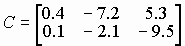 C = [0.4 - 7.2 5.3
0.1 - 2.1 - 9.5]